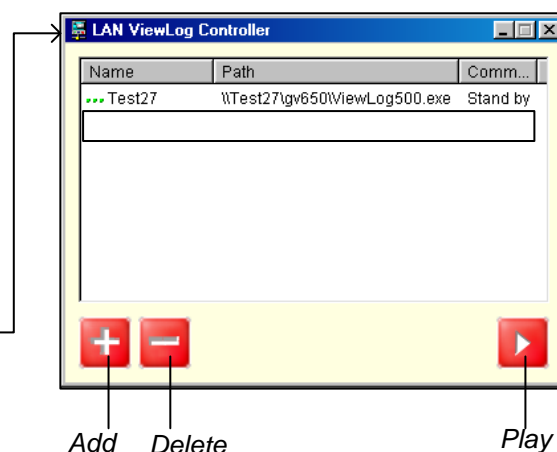 LAN ViewLog Controller
Name Path Comm...
Test27 \\Test27\gv650\ViewLog500.exe Stand by
Add Delete Play